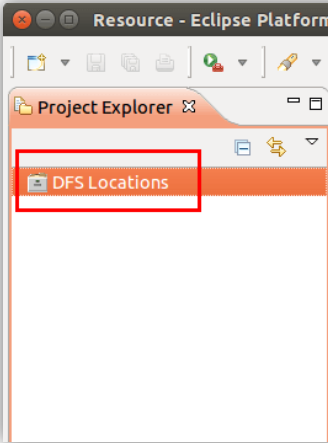 Resource - Eclipse Platform
Project Explorer
DFS Locations